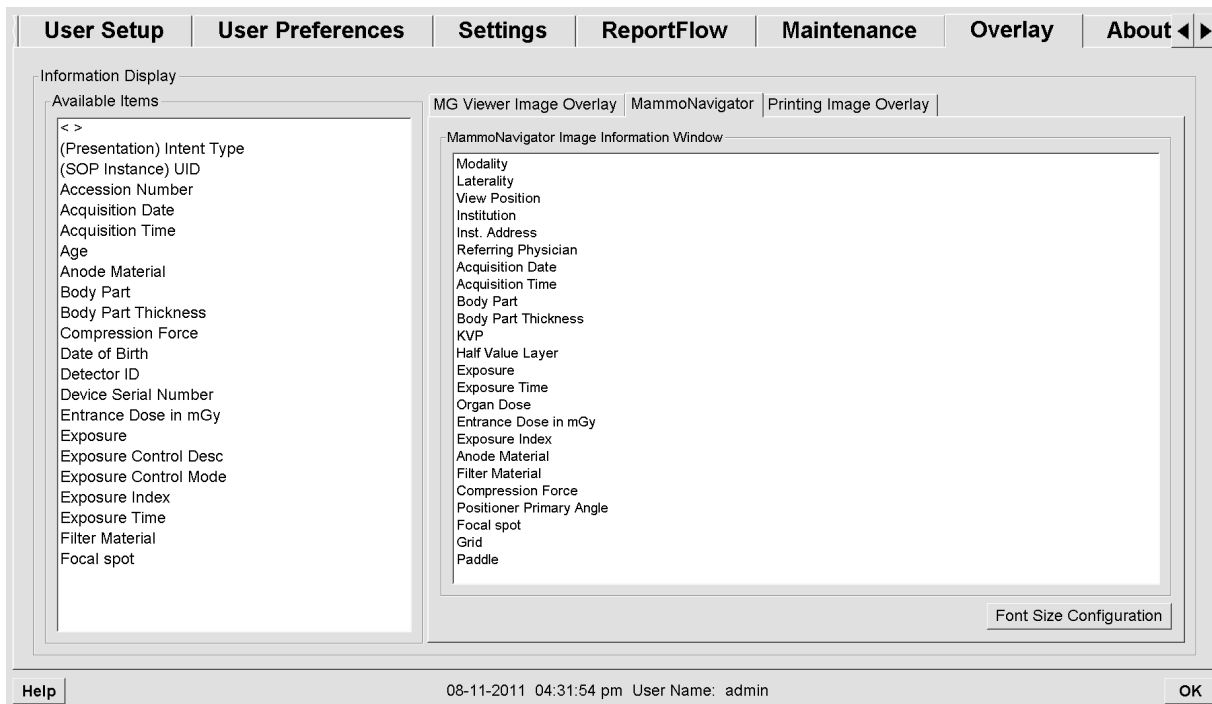 User Setup User Preferences Settings ReportFlow Maintenance Overlay About
Information Display
Available Items
< >
(Presentation) Intent Type
(SOP Instance) UID
Accession Number
Acquisition Date
Acquisition Time
Age
Anode Material
Body Part
Body Part Thickness
Compression Force
Date of Birth
Detector ID
Device Serial Number
Entrance Dose in mGy
Exposure
Exposure Control Desc
Exposure Control Mode
Exposure Index
Exposure Time
Filter Material
Focal spot
MG Viewer Image Overlay MammoNavigator Printing Image Overlay
MammoNavigator Image Information Window
Modality
Laterality
View Position
Institution
Inst. Address
Referring Physician
Acquisition Date
Acquisition Time
Body Part
Body Part Thickness
KVP
Half Value Layer
Exposure
Exposure Time
Organ Dose
Entrance Dose in mGy
Exposure Index
Anode Material
Filter Material
Compression Force
Positioner Primary Angle
Focal spot
Grid
Paddle
Font Size Configuration
Help 08-11-2011 04:31:54 pm User Name: admin OK